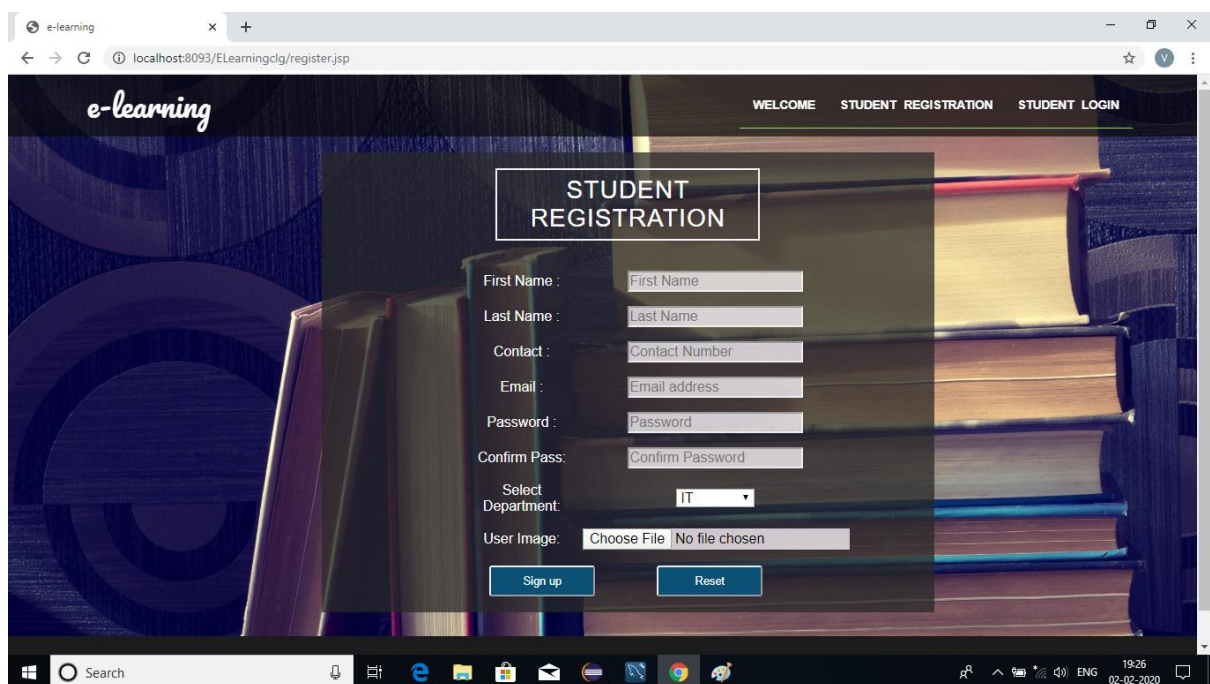 e-learning
localhost:8093/ELearningclg/register.jsp
V
e-learning
WELCOME STUDENT REGISTRATION STUDENT LOGIN
STUDENT
REGISTRATION
First Name : First Name
Last Name : Last Name
Contact : Contact Number
Email : Email address
Password : Password
Confirm Pass: Confirm Password
Select
Department:
IT
User Image: Choose File No file chosen
Sign up Reset
Search
ENG
19:26
02-02-2020